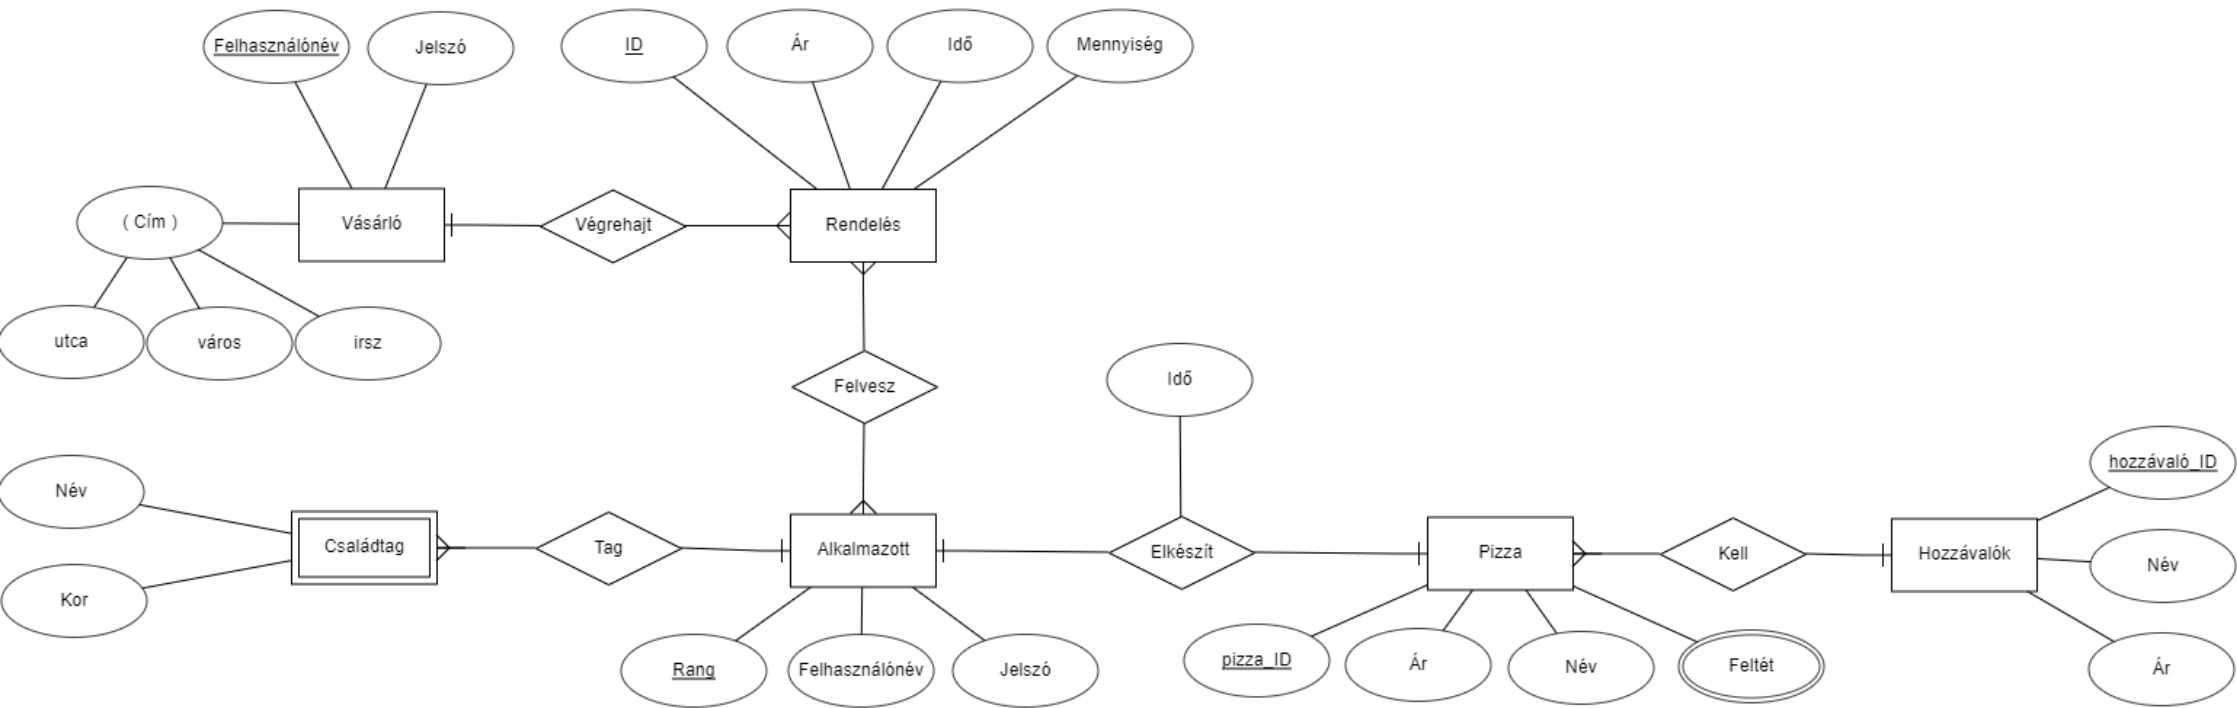 Felhasználónév
Jelszó
ID
Ár
Idő
Mennyiség
( Cím )
Vásárló
Végrehajt
Rendelés
utca
város
irsz
Felvesz
Idő
Név
Kor
Családtag
Tag
Alkalmazott
Elkészít
Pizza
Kell
Hozzávalók
hozzávaló_ID
Név
Ár
Rang
Felhasználónév
Jelszó
pizza_ID
Ár
Név
Feltét